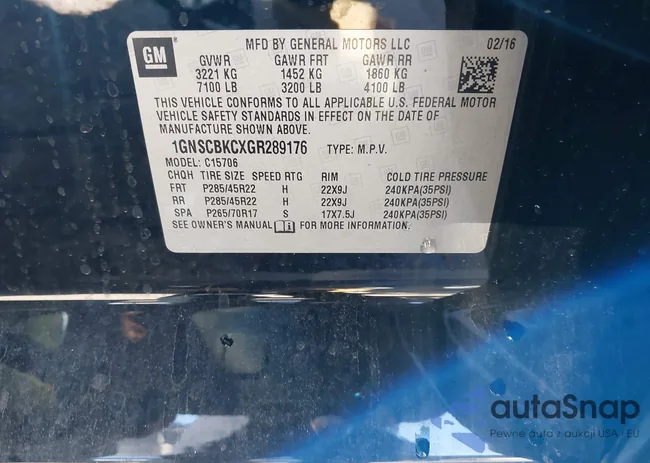 GM
MFD BY GENERAL MOTORS LLC 02/16
GVWR GAWR FRT GAWR RR
3221 KG 1452 KG 1860 KG
7100 LB 3200 LB 4100 LB
THIS VEHICLE CONFORMS TO ALL APPLICABLE U.S. FEDERAL MOTOR
VEHICLE SAFETY STANDARDS IN EFFECT ON THE DATE OF
MANUFACTURE SHOWN ABOVE.
1GNSCBKCXGR289176 TYPE: M.P.V.
MODEL: C15706
CHQH TIRE SIZE SPEED RTG RIM COLD TIRE PRESSURE
FRT P285/45R22 H 22X9J 240KPA(35PSI)
RR P285/45R22 H 22X9J 240KPA(35PSI)
SPA P265/70R17 S 17X7.5J 240KPA(35PSI)
SEE OWNER'S MANUAL FOR MORE INFORMATION.
autaSnap
Pewne auto z aukcji USA i EU